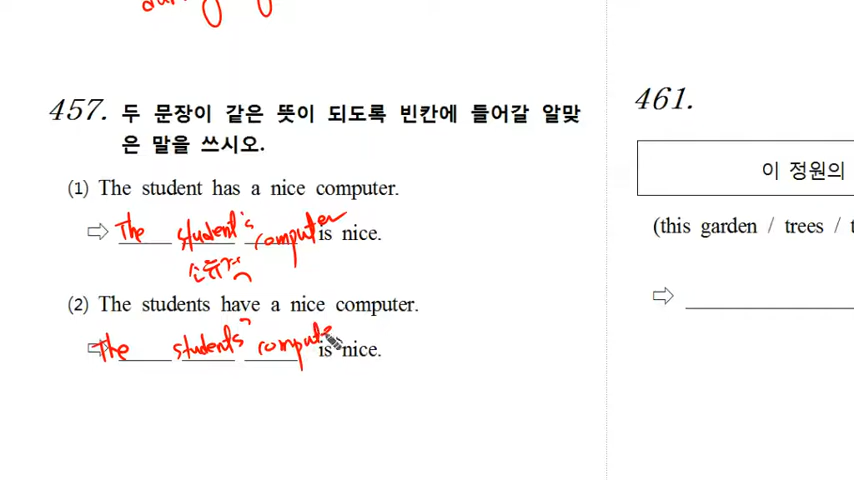 457. 두 문장이 같은 뜻이 되도록 빈칸에 들어갈 알맞
은 말을 쓰시오.
(1) The student has a nice computer.
⇨ The student's computer is nice.
소유격
(2) The students have a nice computer.
⇨ The students' compute is nice.
461.
이 정원의
(this garden / trees / t
⇨